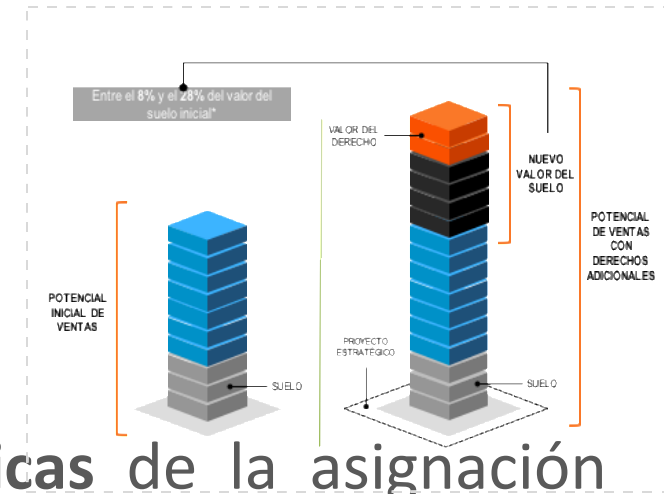 Entre el 8% y el 28% del valor del
suelo inicial*
VALOR DEL
DERECHO
NUEVO
VALOR DEL
SUELO
POTENCIAL
DE VENTAS
CON
DERECHOS
ADICIONALES
POTENCIAL
INICIAL DE
VENTAS
PROYECTO
ESTRATÉGICO
SUELO
SUELO
icas de la asignación